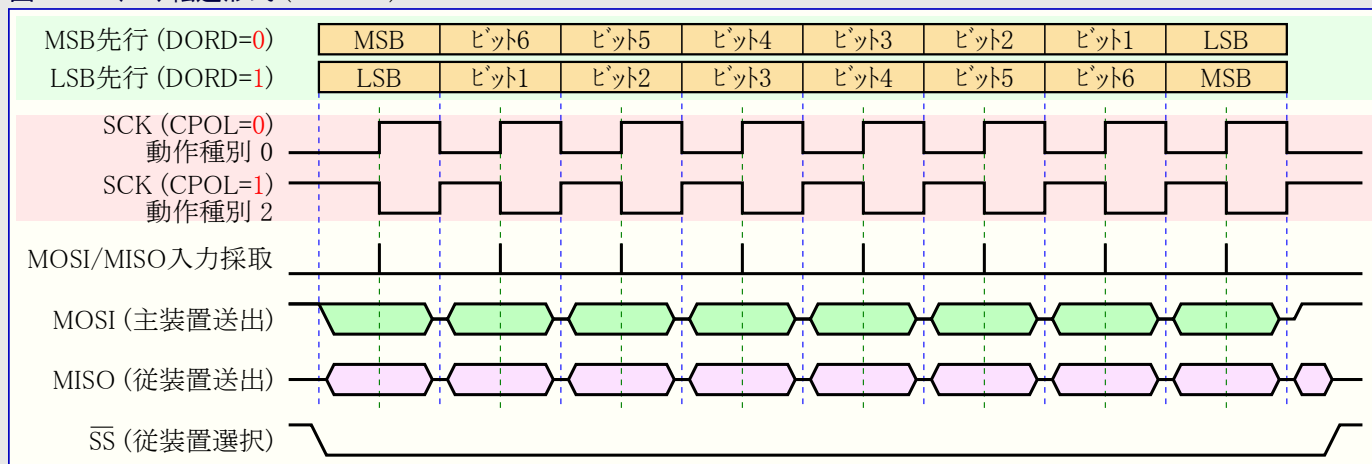 MSB先行 (DORD=0) MSB ビット6 ビット5 ビット4 ビット3 ビット2 ビット1 LSB
LSB先行 (DORD=1) LSB ビット1 ビット2 ビット3 ビット4 ビット5 ビット6 MSB
SCK (CPOL=0)
動作種別 0
SCK (CPOL=1)
動作種別 2
MOSI/MISO入力採取
MOSI (主装置送出)
MISO (従装置送出)
SS (従装置選択)